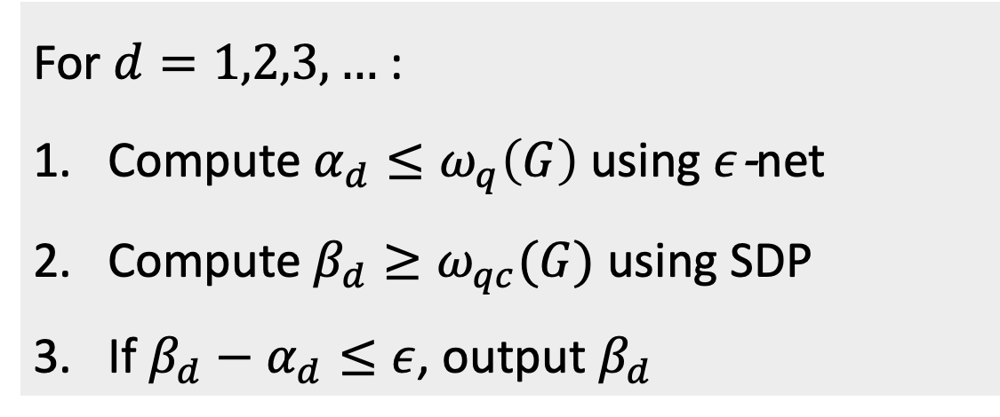 For 𝑑 = 1,2,3, … :
1. Compute 𝛼_𝑑 ≤ 𝜔_𝑞(𝐺) using 𝜖-net
2. Compute 𝛽_𝑑 ≥ 𝜔_𝑞𝑐(𝐺) using SDP
3. If 𝛽_𝑑 − 𝛼_𝑑 ≤ 𝜖, output 𝛽_𝑑